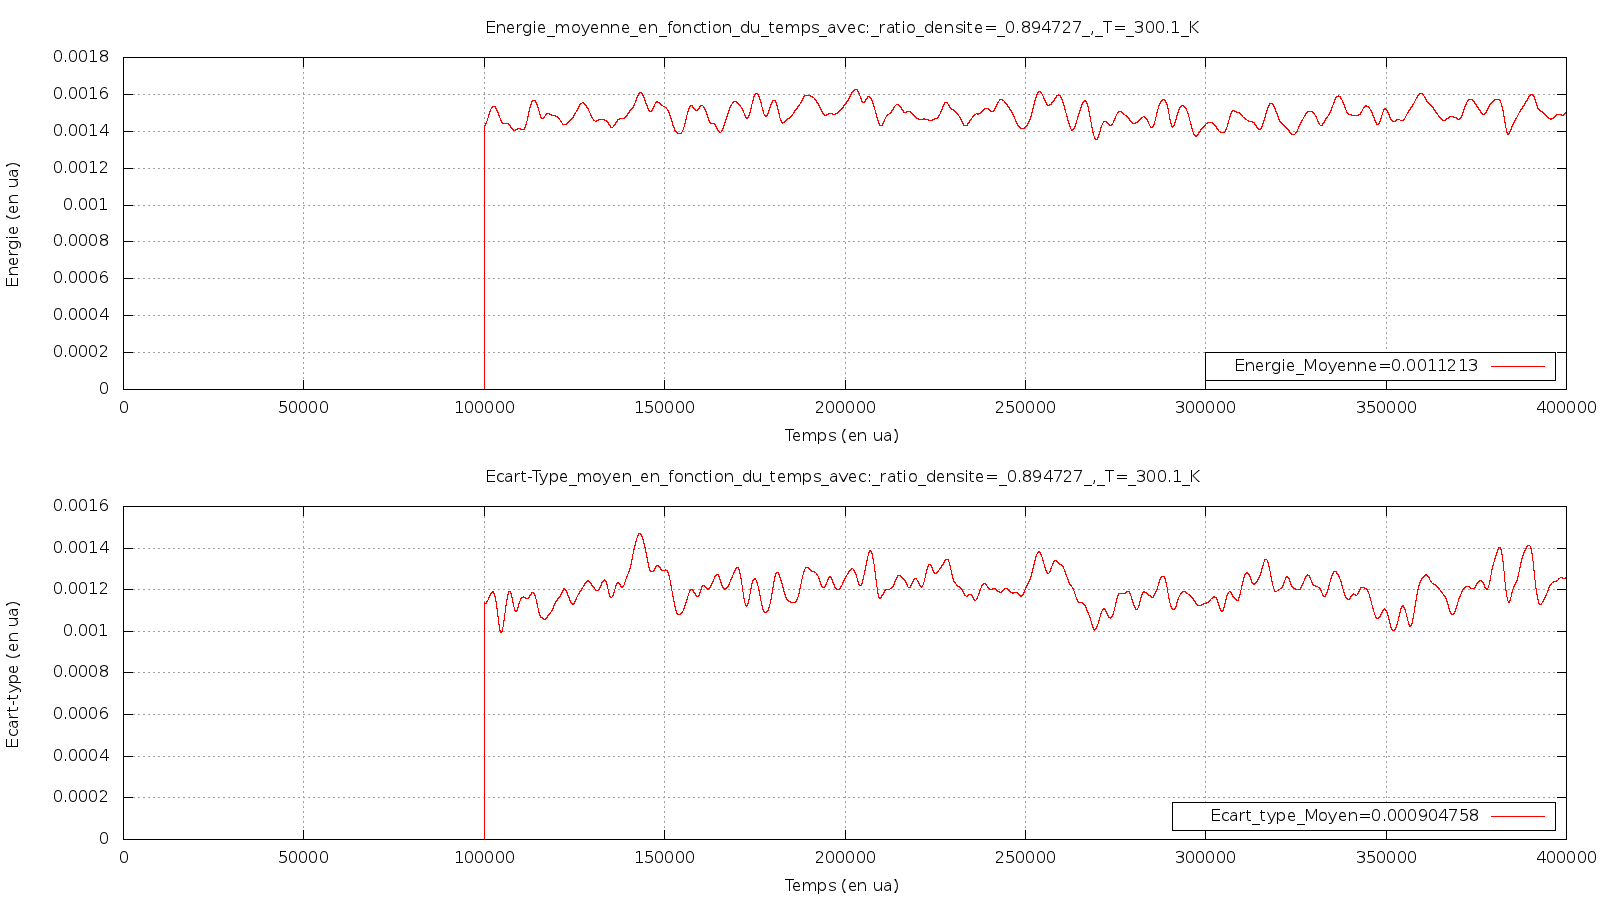 Energie_moyenne_en_fonction_du_temps_avec:_ratio_densite=_0.894727_,_T=_300.1_K
0.0018
0.0016
0.0014
0.0012
0.001
0.0008
0.0006
0.0004
0.0002
0
Energie (en ua)
Energie_Moyenne=0.0011213
0 50000 100000 150000 200000 250000 300000 350000 400000
Temps (en ua)
Ecart-Type_moyen_en_fonction_du_temps_avec:_ratio_densite=_0.894727_,_T=_300.1_K
0.0016
0.0014
0.0012
0.001
0.0008
0.0006
0.0004
0.0002
0
Ecart-type (en ua)
Ecart_type_Moyen=0.000904758
0 50000 100000 150000 200000 250000 300000 350000 400000
Temps (en ua)